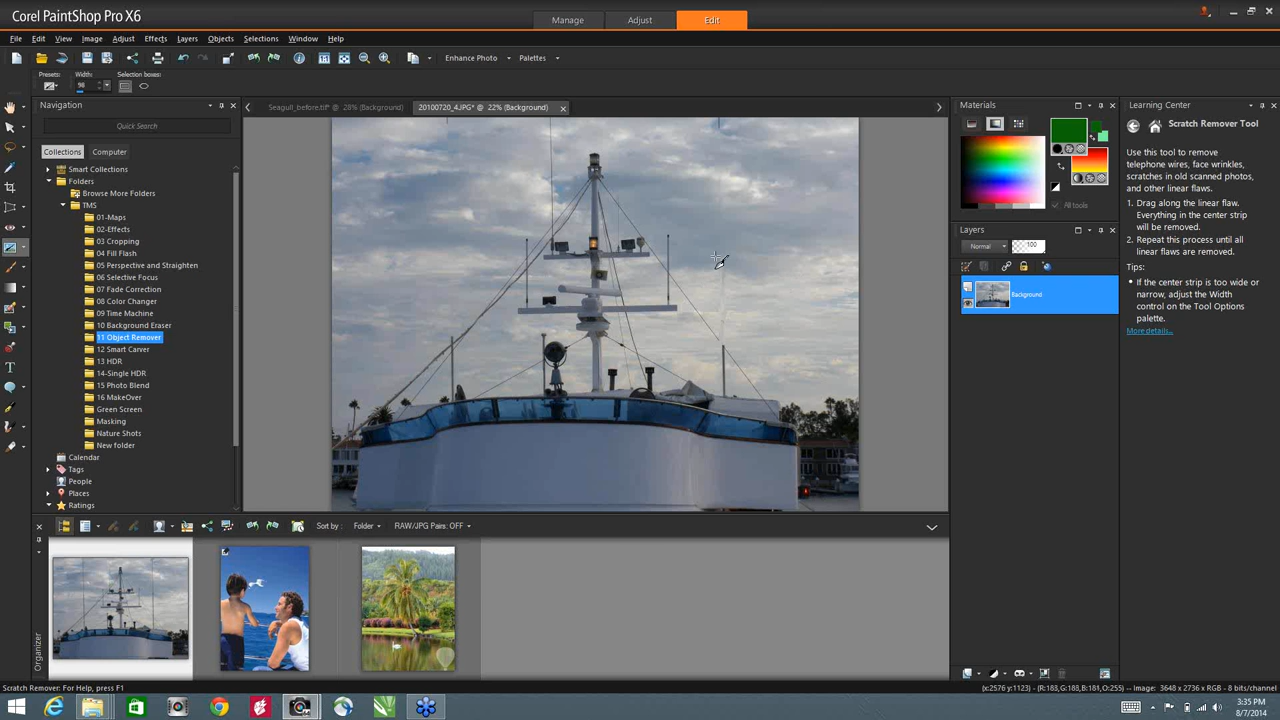 Corel PaintShop Pro X6
Manage
Adjust
Edit
File
Edit
View
Image
Adjust
Effects
Layers
Objects
Selections
Window
Help
Enhance Photo
Palettes
Presets:
Width:
Selection boxes:
98
Navigation
Quick Search
Collections
Computer
Smart Collections
Folders
Browse More Folders
TMS
01-Maps
02-Effects
03 Cropping
04 Fill Flash
05 Perspective and Straighten
06 Selective Focus
07 Fade Correction
08 Color Changer
09 Time Machine
10 Background Eraser
11 Object Remover
12 Smart Carver
13 HDR
14-Single HDR
15 Photo Blend
16 MakeOver
Green Screen
Masking
Nature Shots
New folder
Calendar
Tags
People
Places
Ratings
Seagull_before.tif* @ 28% (Background)
20100720_4.JPG* @ 22% (Background)
Materials
All tools
Layers
Normal
100
Background
Learning Center
Scratch Remover Tool
Use this tool to remove
telephone wires, face wrinkles,
scratches in old scanned photos,
and other linear flaws.
1. Drag along the linear flaw.
Everything in the center strip
will be removed.
2. Repeat this process until all
linear flaws are removed.
Tips:
• If the center strip is too wide or
narrow, adjust the Width
control on the Tool Options
palette.
More details...
Sort by :
Folder
RAW/JPG Pairs: OFF
Organizer
Scratch Remover: For Help, press F1
(x:2576 y:1123) -- (R:183,G:188,B:191,O:255) -- Image: 3648 x 2736 x RGB - 8 bits/channel
3:35 PM
8/7/2014